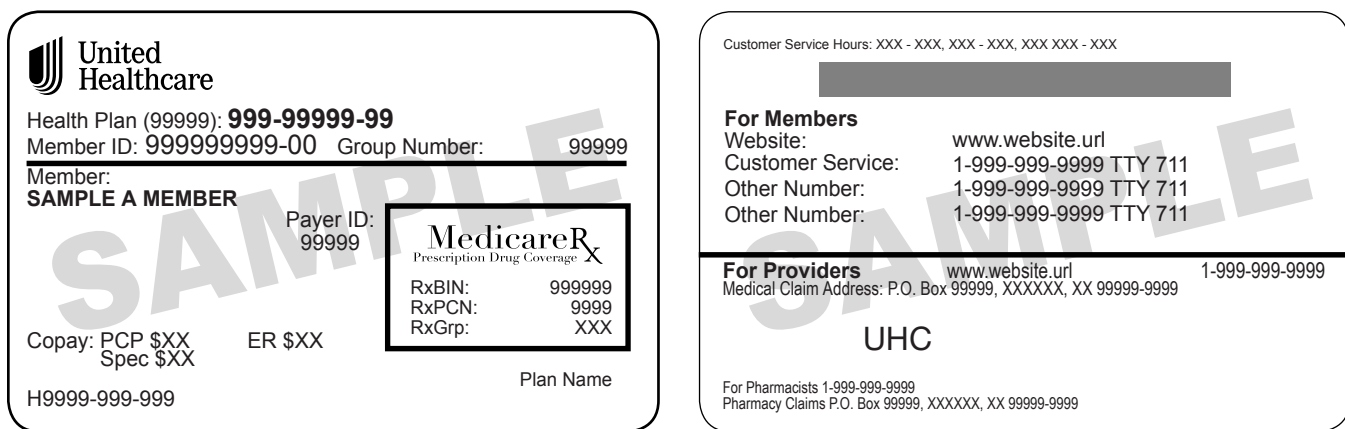 United
Healthcare
Health Plan (99999): 999-99999-99
Member ID: 999999999-00 Group Number: 99999
Member:
SAMPLE A MEMBER
Payer ID:
99999
MedicareRx
Prescription Drug Coverage
RxBIN: 999999
RxPCN: 9999
RxGrp: XXX
Copay: PCP $XX ER $XX
Spec $XX
Plan Name
H9999-999-999
SAMPLE
Customer Service Hours: XXX - XXX, XXX - XXX, XXX XXX - XXX
For Members
Website: www.website.url
Customer Service: 1-999-999-9999 TTY 711
Other Number: 1-999-999-9999 TTY 711
Other Number: 1-999-999-9999 TTY 711
For Providers www.website.url 1-999-999-9999
Medical Claim Address: P.O. Box 99999, XXXXXX, XX 99999-9999
UHC
For Pharmacists 1-999-999-9999
Pharmacy Claims P.O. Box 99999, XXXXXX, XX 99999-9999
SAMPLE